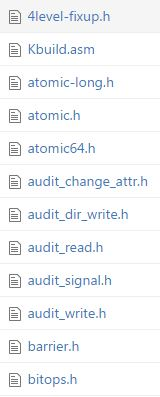 4level-fixup.h
Kbuild.asm
atomic-long.h
atomic.h
atomic64.h
audit_change_attr.h
audit_dir_write.h
audit_read.h
audit_signal.h
audit_write.h
barrier.h
bitops.h